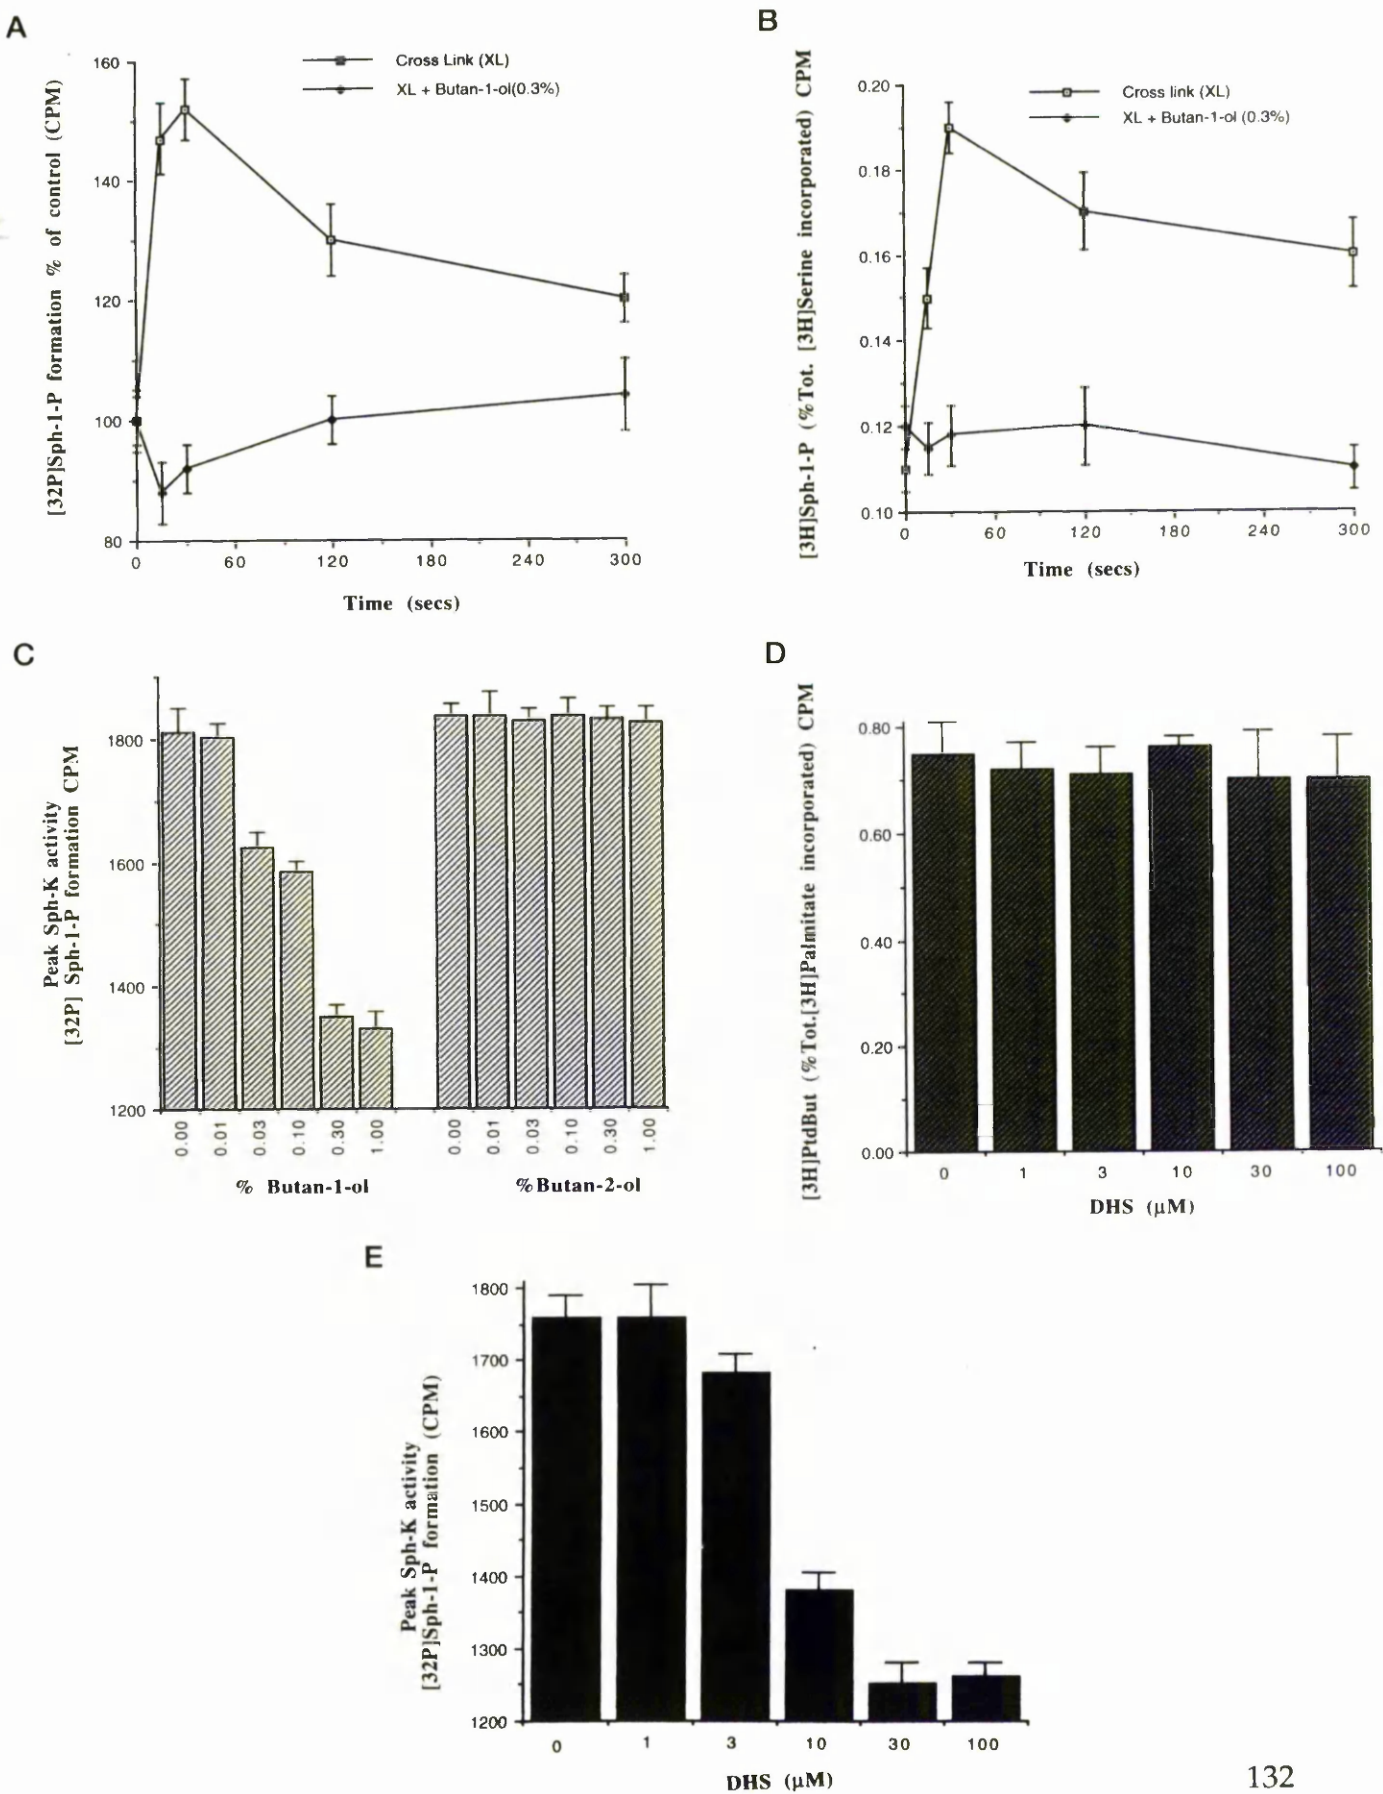 A
[32P]Sph-1-P formation % of control (CPM)
Cross Link (XL)
XL + Butan-1-ol(0.3%)
160
140
120
100
80
0 60 120 180 240 300
Time (secs)
B
[3H]Sph-1-P (%Tot. [3H]Serine incorporated) CPM
Cross link (XL)
XL + Butan-1-ol (0.3%)
0.20
0.18
0.16
0.14
0.12
0.10
0 60 120 180 240 300
Time (secs)
C
Peak Sph-K activity
[32P] Sph-1-P formation CPM
1800
1600
1400
1200
0.00 0.01 0.03 0.10 0.30 1.00
0.00 0.01 0.03 0.10 0.30 1.00
% Butan-1-ol
%Butan-2-ol
D
[3H]PtdBut (%Tot.[3H]Palmitate incorporated) CPM
0.80
0.60
0.40
0.20
0.00
0 1 3 10 30 100
DHS (µM)
E
Peak Sph-K activity
[32P]Sph-1-P formation (CPM)
1800
1700
1600
1500
1400
1300
1200
0 1 3 10 30 100
DHS (µM)
132